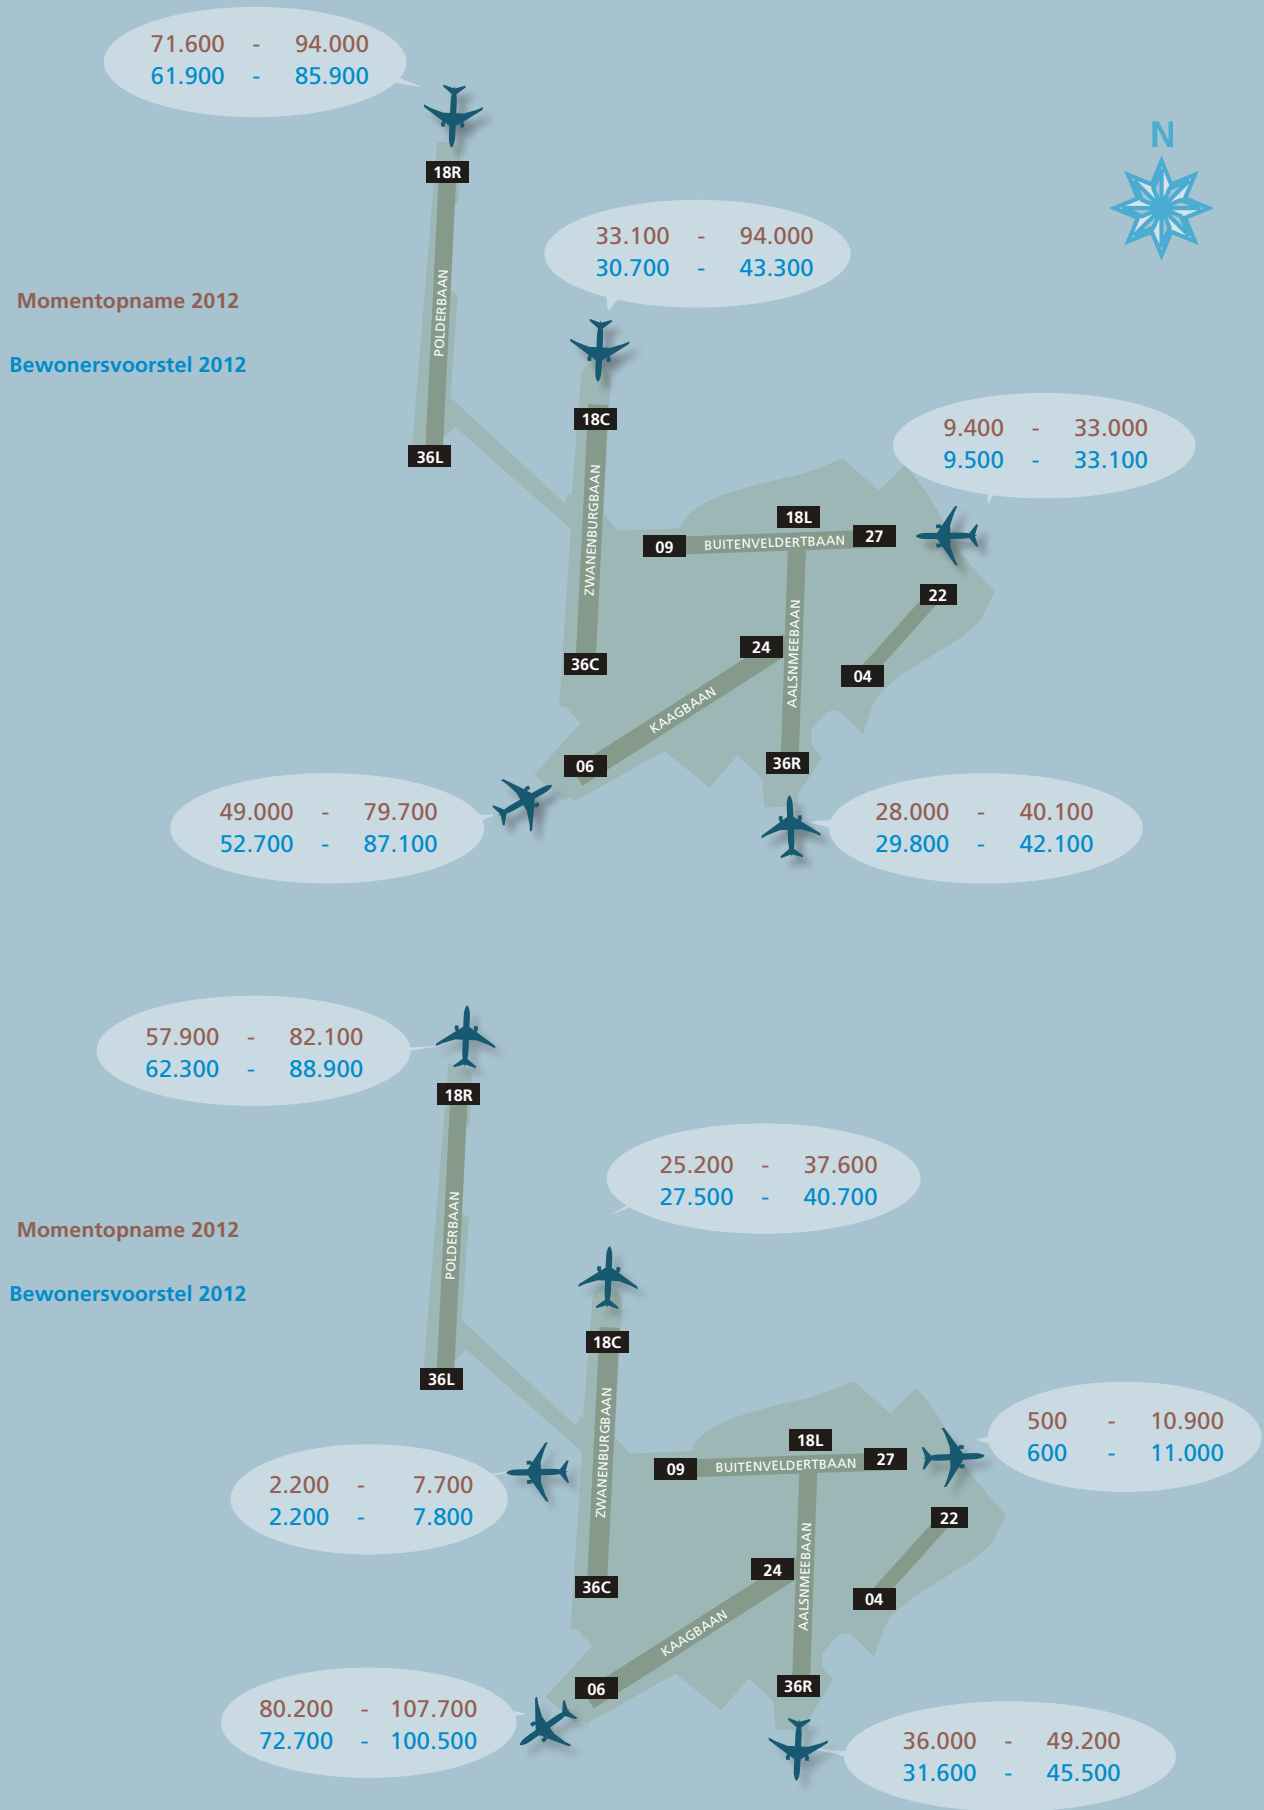 71.600 - 94.000
61.900 - 85.900
N
18R
33.100 - 94.000
30.700 - 43.300
Momentopname 2012
POLDERBAAN
Bewonersvoorstel 2012
18C
9.400 - 33.000
9.500 - 33.100
36L
ZWANENBURGBAAN
18L
09
BUITENVELDERTBAAN
27
22
24
AALSNMEEBAAN
36C
04
KAAGBAAN
06
36R
49.000 - 79.700
52.700 - 87.100
28.000 - 40.100
29.800 - 42.100
57.900 - 82.100
62.300 - 88.900
18R
25.200 - 37.600
27.500 - 40.700
Momentopname 2012
POLDERBAAN
Bewonersvoorstel 2012
18C
36L
500 - 10.900
600 - 11.000
ZWANENBURGBAAN
18L
09
BUITENVELDERTBAAN
27
2.200 - 7.700
2.200 - 7.800
22
24
AALSNMEEBAAN
36C
04
KAAGBAAN
06
36R
80.200 - 107.700
72.700 - 100.500
36.000 - 49.200
31.600 - 45.500